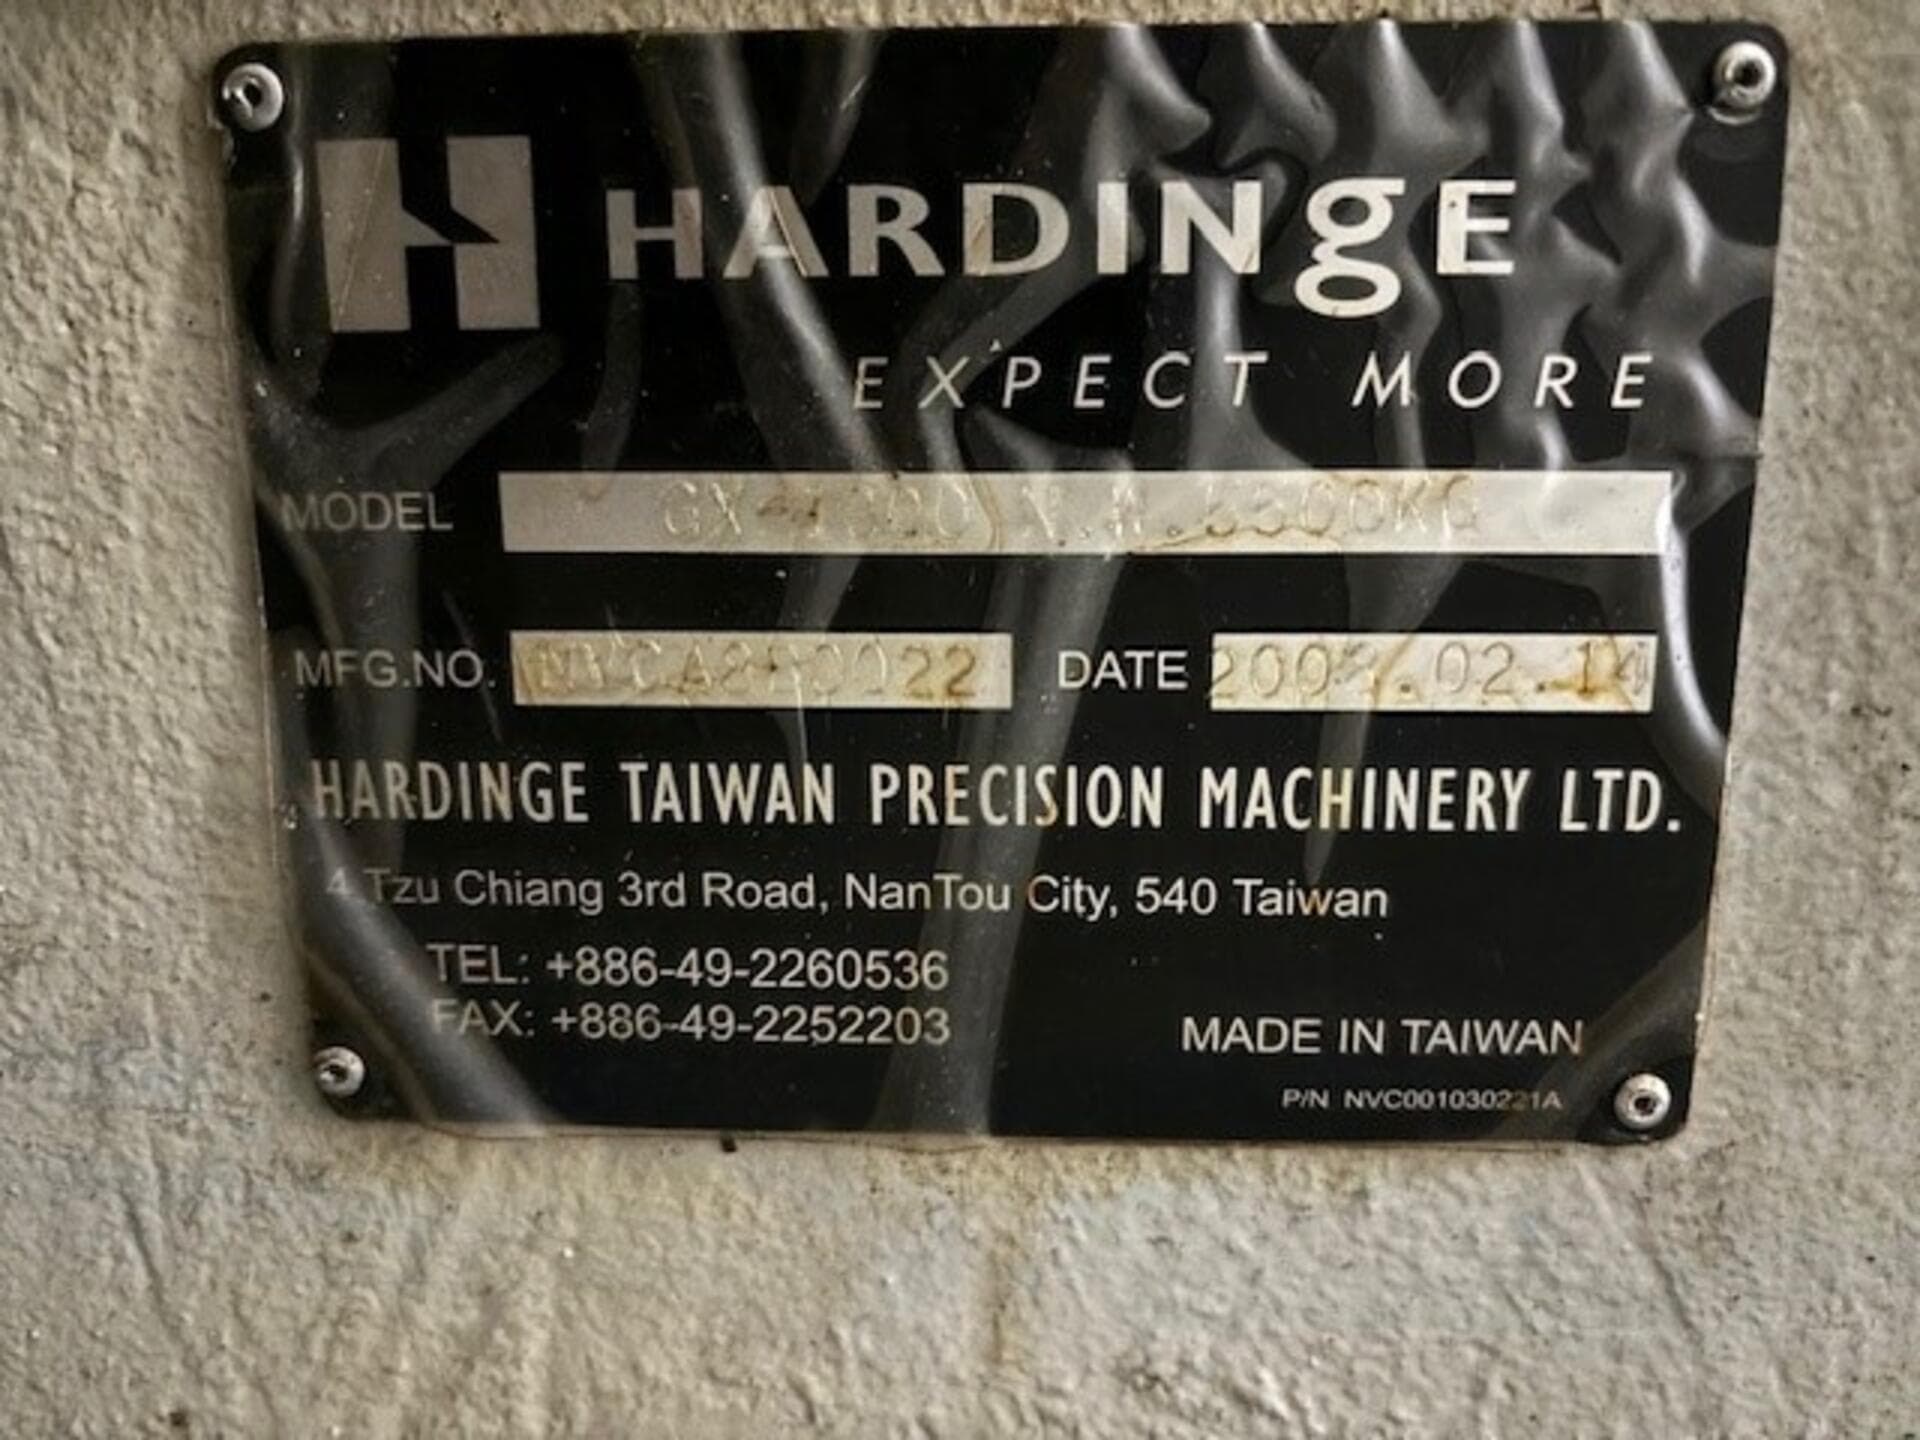 HARDINgE
EXPECT MORE
MODEL
MFG.NO. DATE
HARDINGE TAIWAN PRECISION MACHINERY LTD.
4 Tzu Chiang 3rd Road, NanTou City, 540 Taiwan
TEL: +886-49-2260536
FAX: +886-49-2252203
MADE IN TAIWAN
P/N NVC001030221A